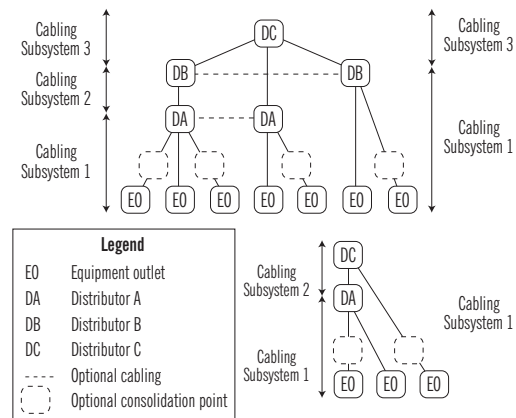 Cabling
Subsystem 3
DC
Cabling
Subsystem 3
DB
DB
Cabling
Subsystem 2
DA
DA
Cabling
Subsystem 1
Cabling
Subsystem 1
EO
EO
EO
EO
EO
EO
EO
Legend
EO Equipment outlet
DA Distributor A
DB Distributor B
DC Distributor C
Optional cabling
Optional consolidation point
DC
Cabling
Subsystem 2
DA
Cabling
Subsystem 1
Cabling
Subsystem 1
EO
EO
EO